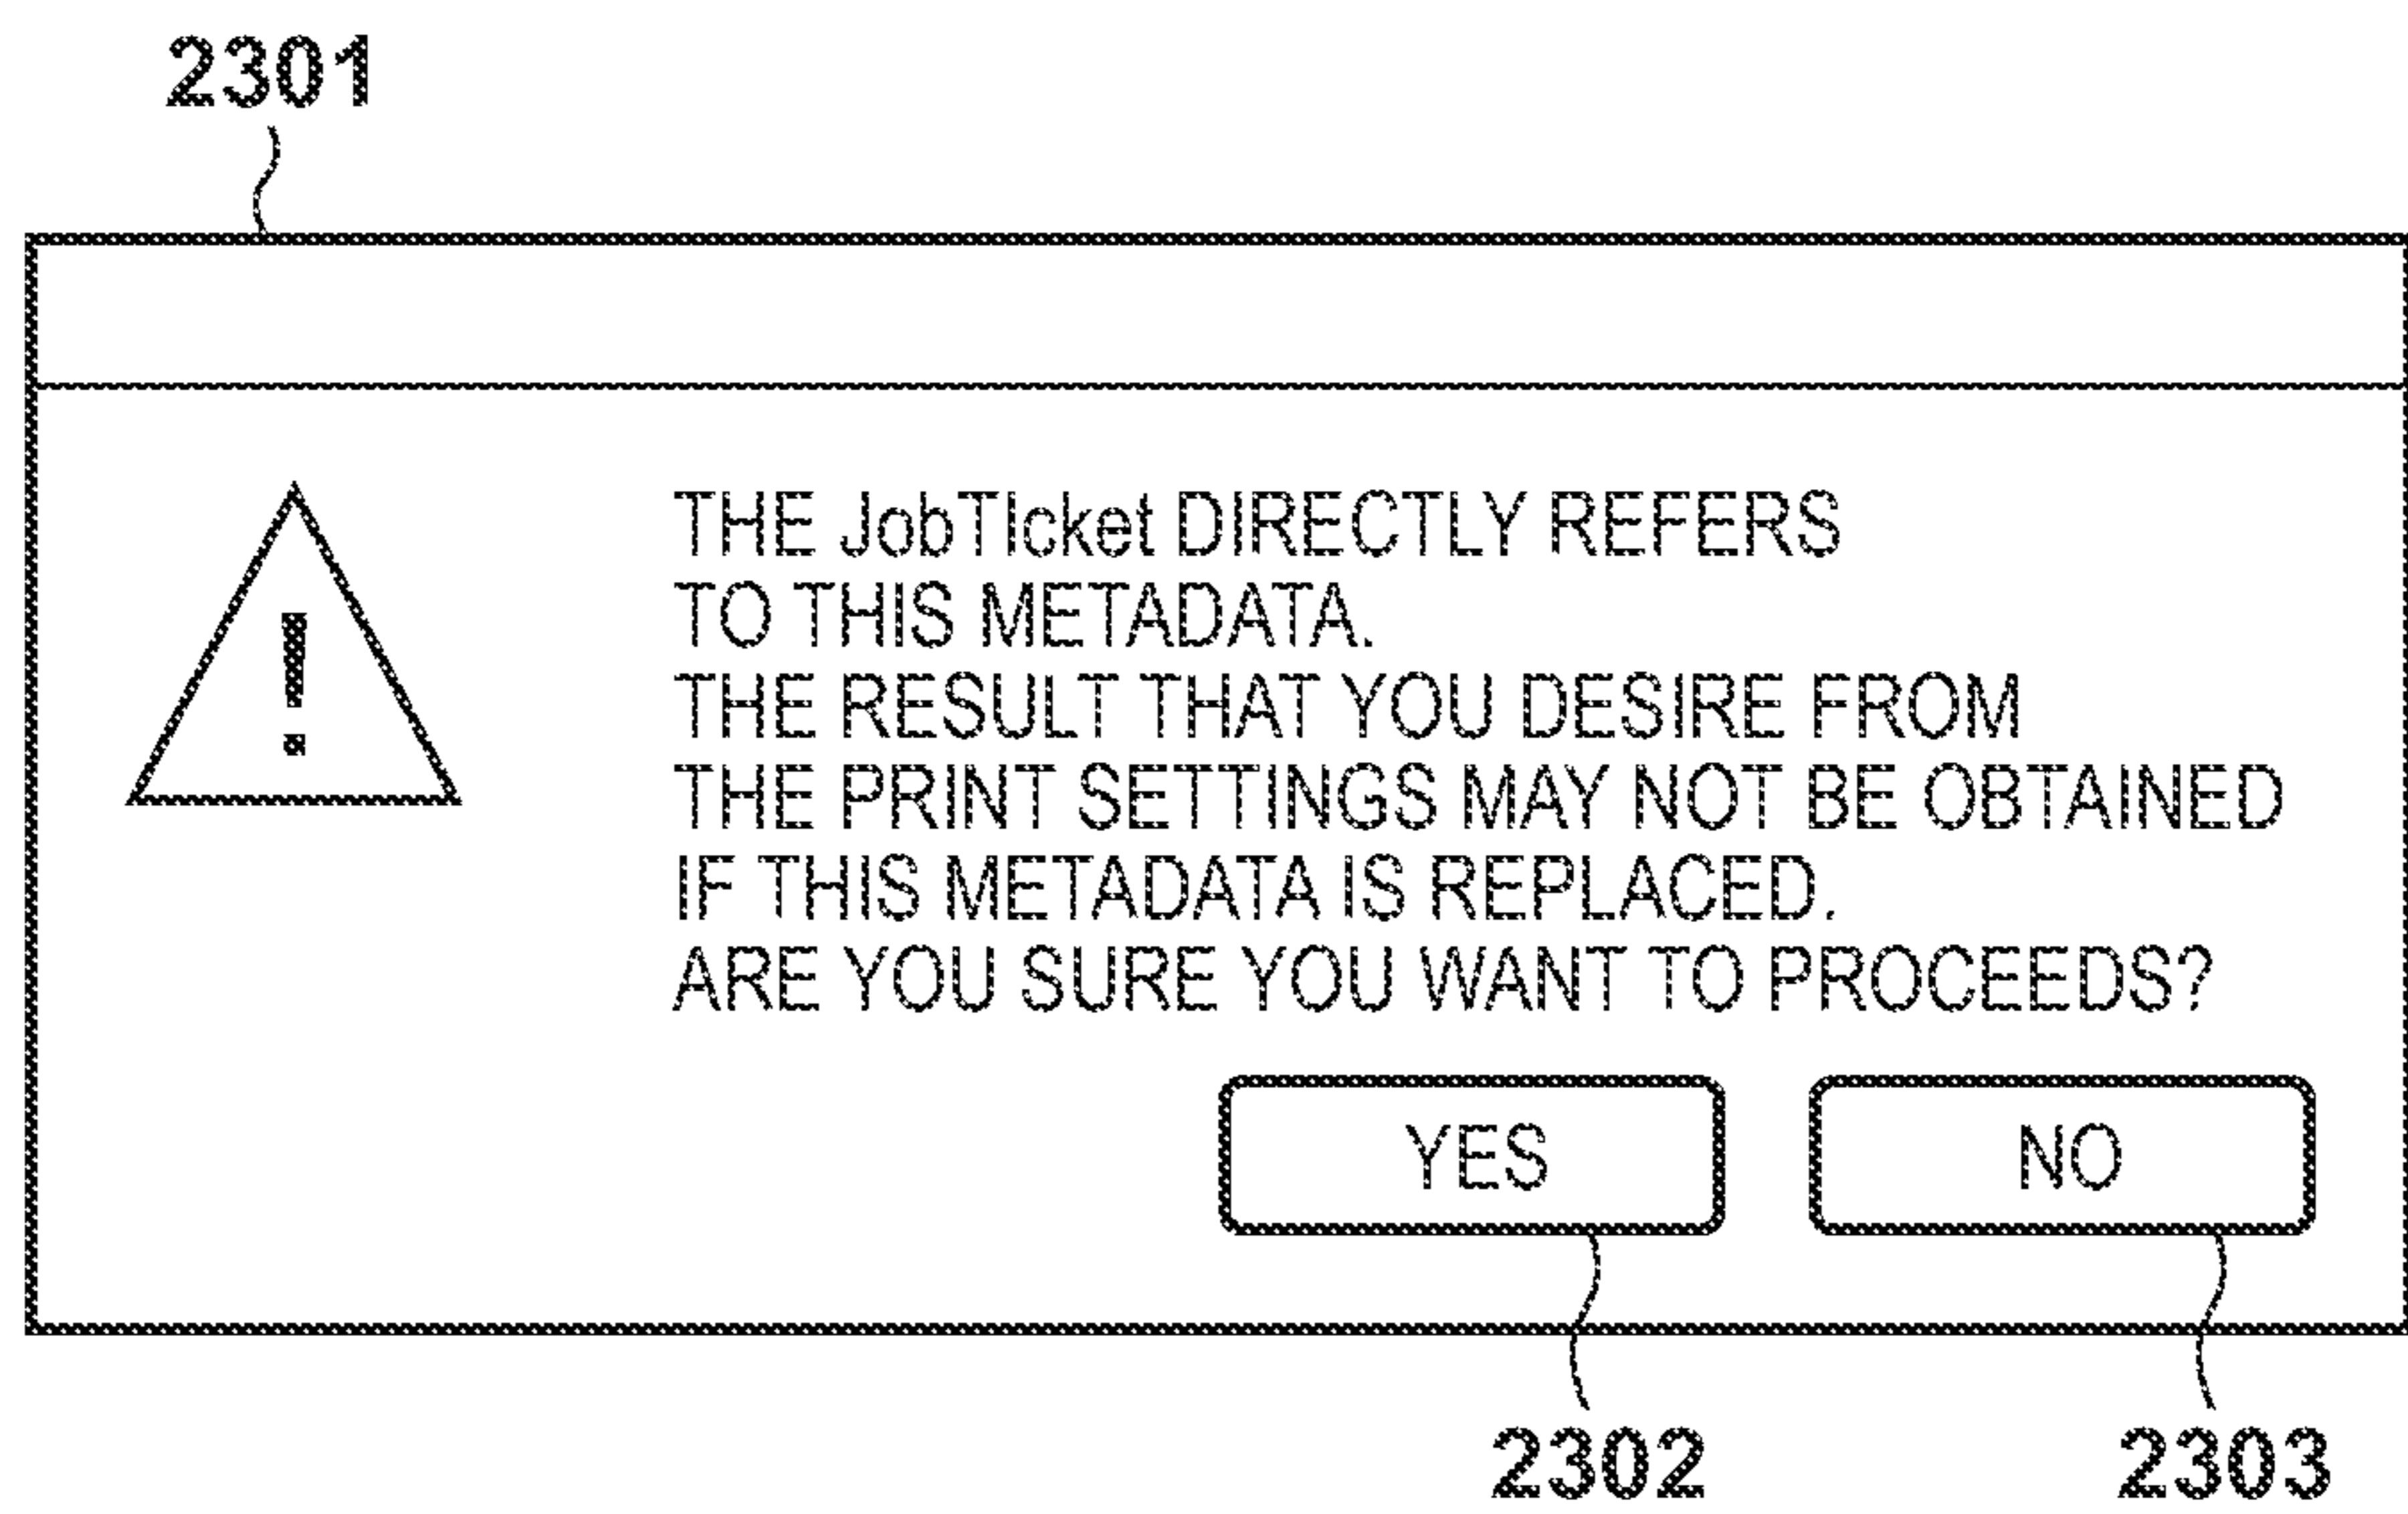 2301
THE JobTIcket DIRECTLY REFERS
TO THIS METADATA.
THE RESULT THAT YOU DESIRE FROM
THE PRINT SETTINGS MAY NOT BE OBTAINED
IF THIS METADATA IS REPLACED.
ARE YOU SURE YOU WANT TO PROCEEDS?
!
YES
NO
2302
2303